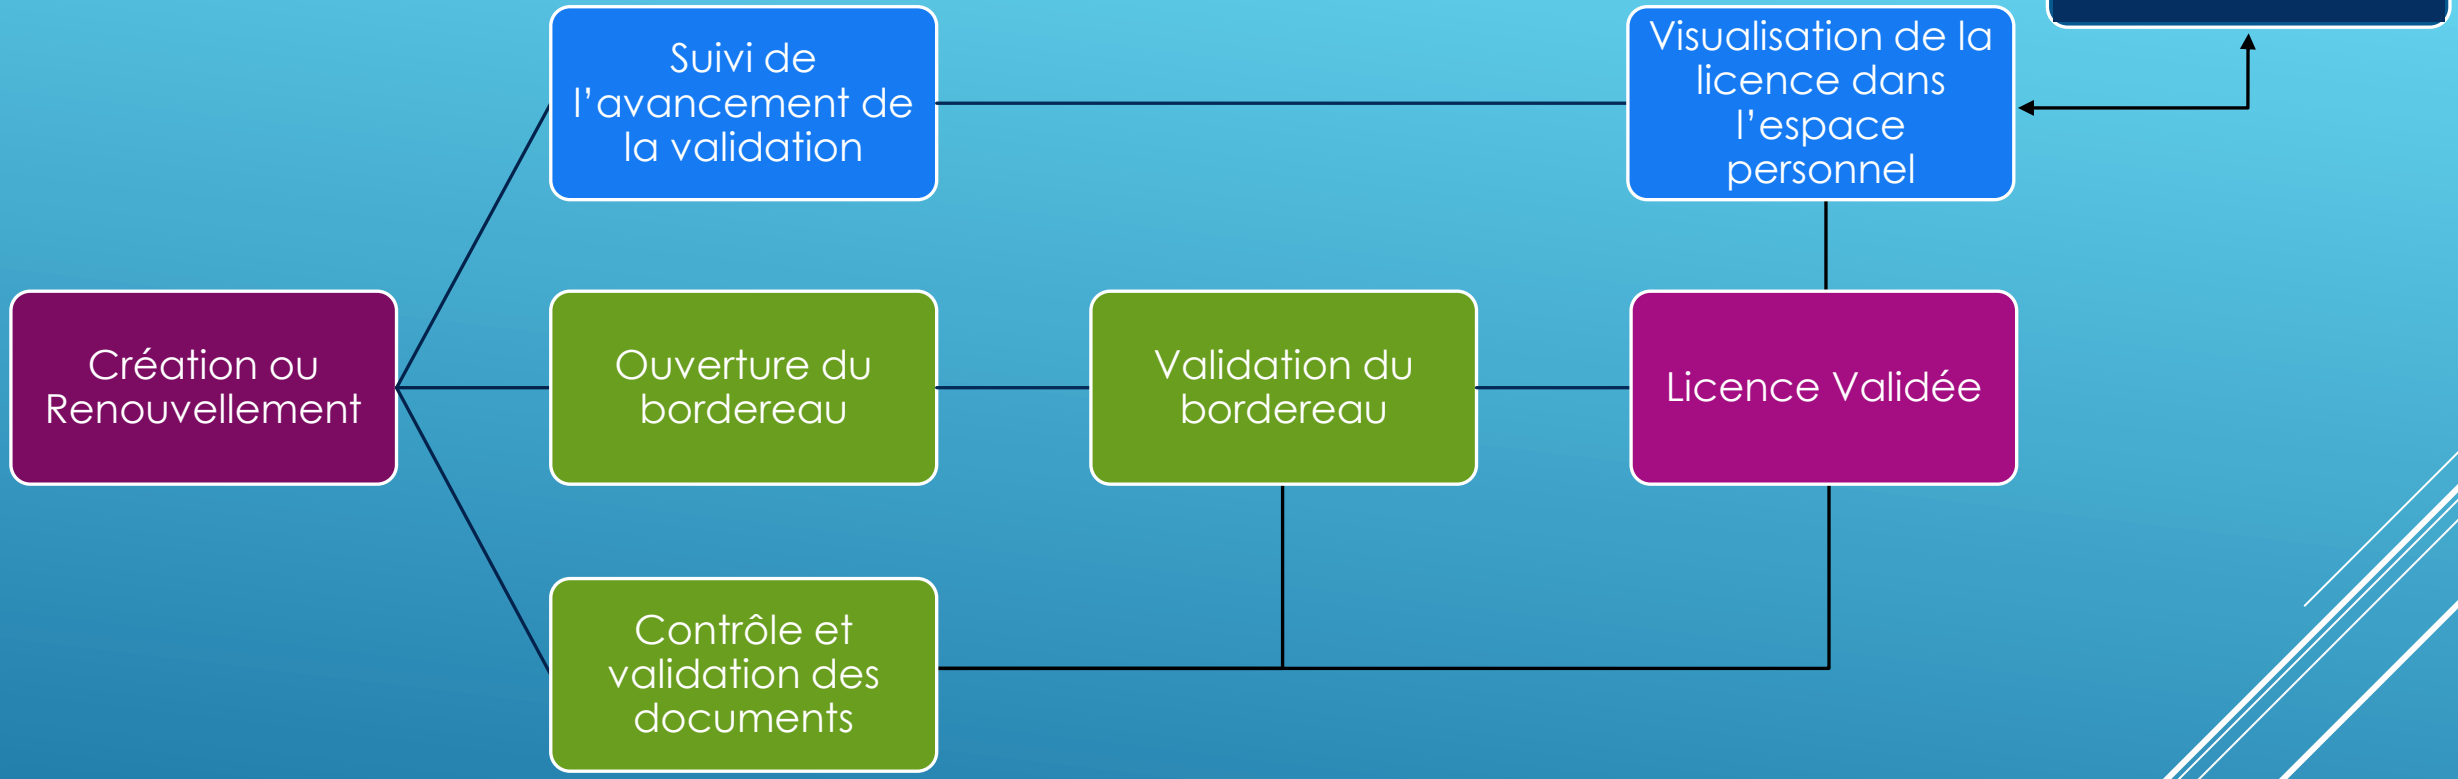 Suivi de
l’avancement de
la validation
Visualisation de la
licence dans
l’espace
personnel
Création ou
Renouvellement
Ouverture du
bordereau
Validation du
bordereau
Licence Validée
Contrôle et
validation des
documents